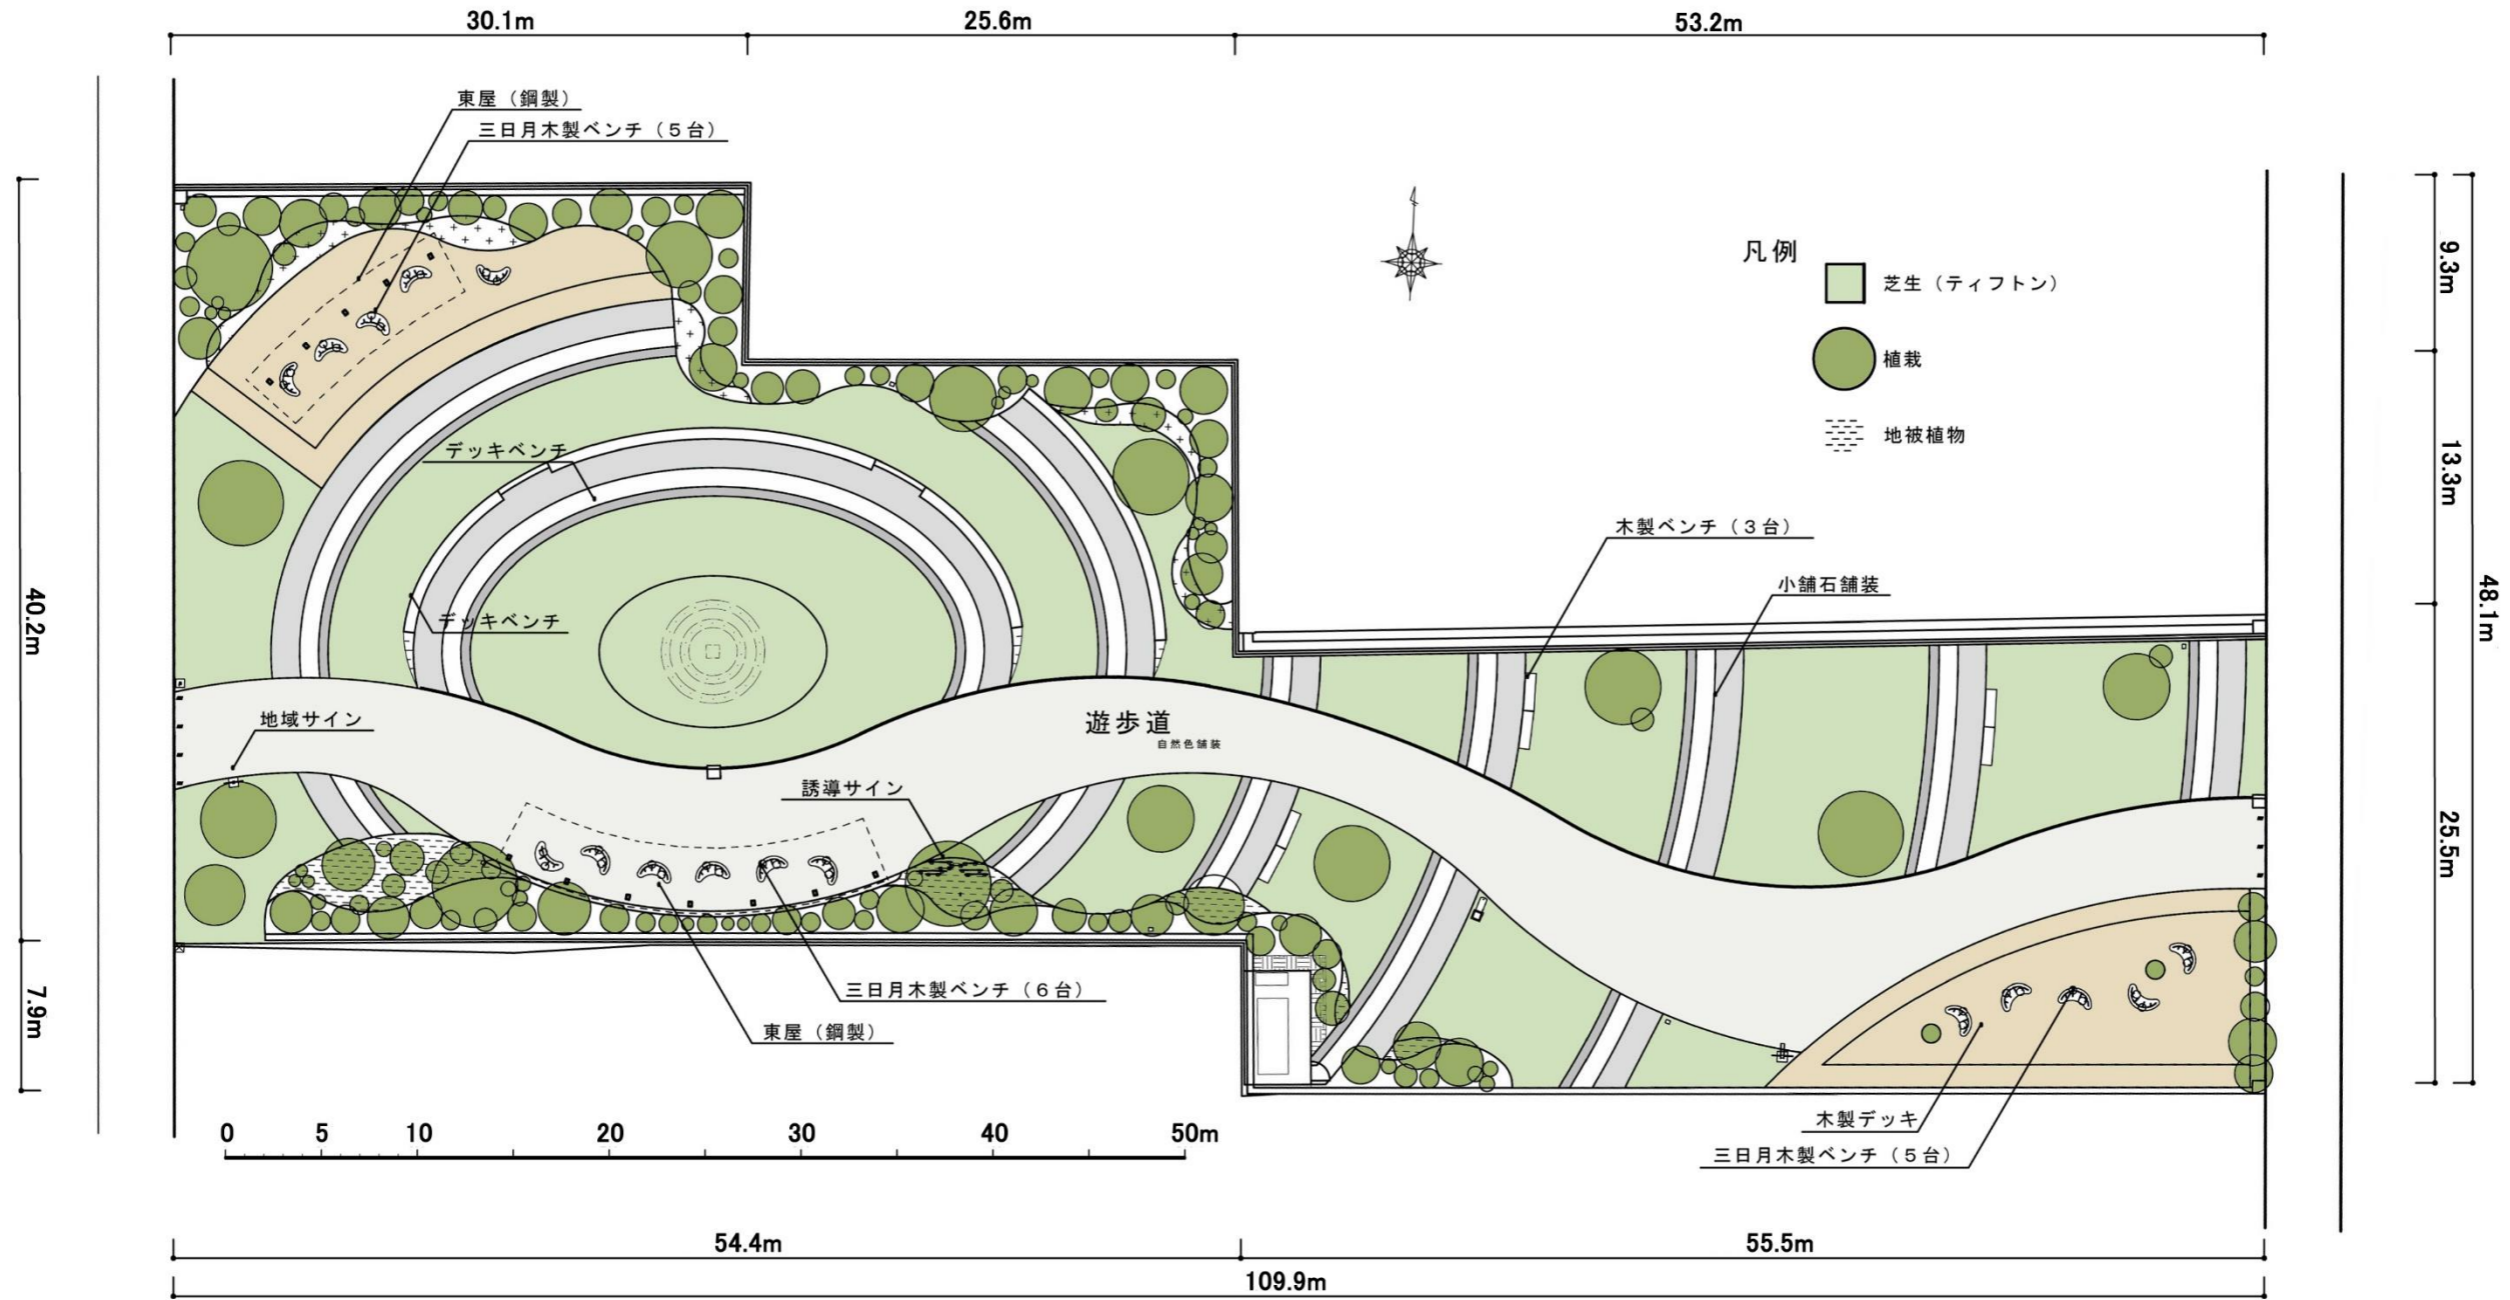 30.1m
25.6m
53.2m
東屋（鋼製）
三日月木製ベンチ（５台）
凡例
芝生（ティフトン）
植栽
地被植物
9.3m
13.3m
25.5m
48.1m
40.2m
7.9m
デッキベンチ
デッキベンチ
木製ベンチ（３台）
小舗石舗装
地域サイン
遊歩道
自然色舗装
誘導サイン
三日月木製ベンチ（６台）
東屋（鋼製）
木製デッキ
三日月木製ベンチ（５台）
0 5 10 20 30 40 50m
54.4m
55.5m
109.9m